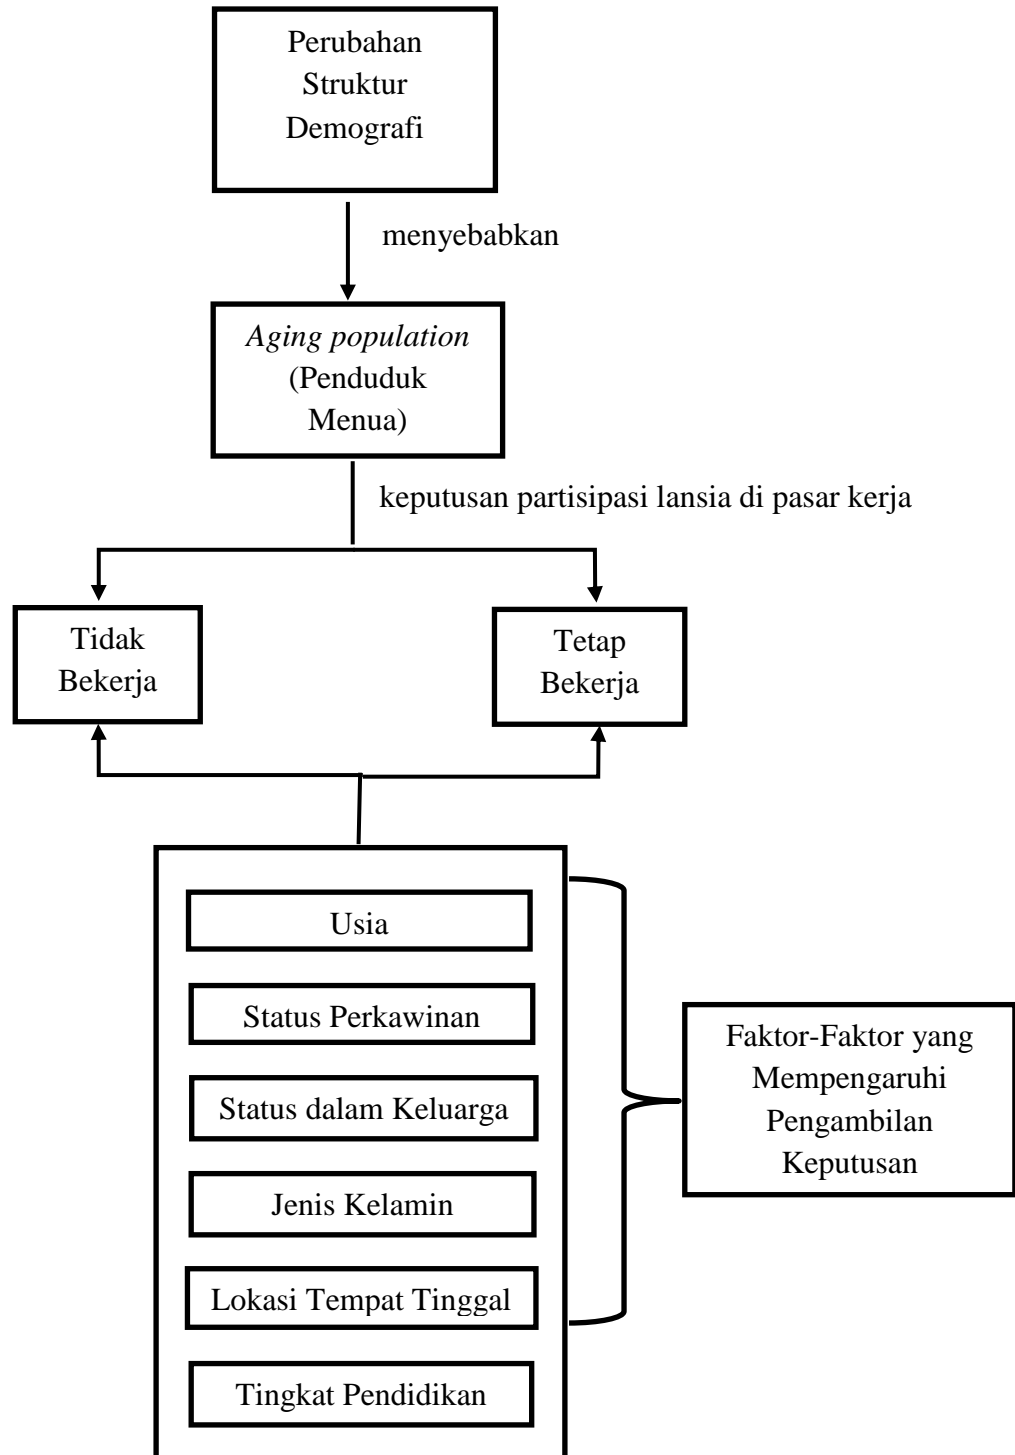 Perubahan
Struktur
Demografi
menyebabkan
Aging population
(Penduduk
Menua)
keputusan partisipasi lansia di pasar kerja
Tidak
Bekerja
Tetap
Bekerja
Usia
Status Perkawinan
Status dalam Keluarga
Jenis Kelamin
Lokasi Tempat Tinggal
Tingkat Pendidikan
Faktor-Faktor yang
Mempengaruhi
Pengambilan
Keputusan